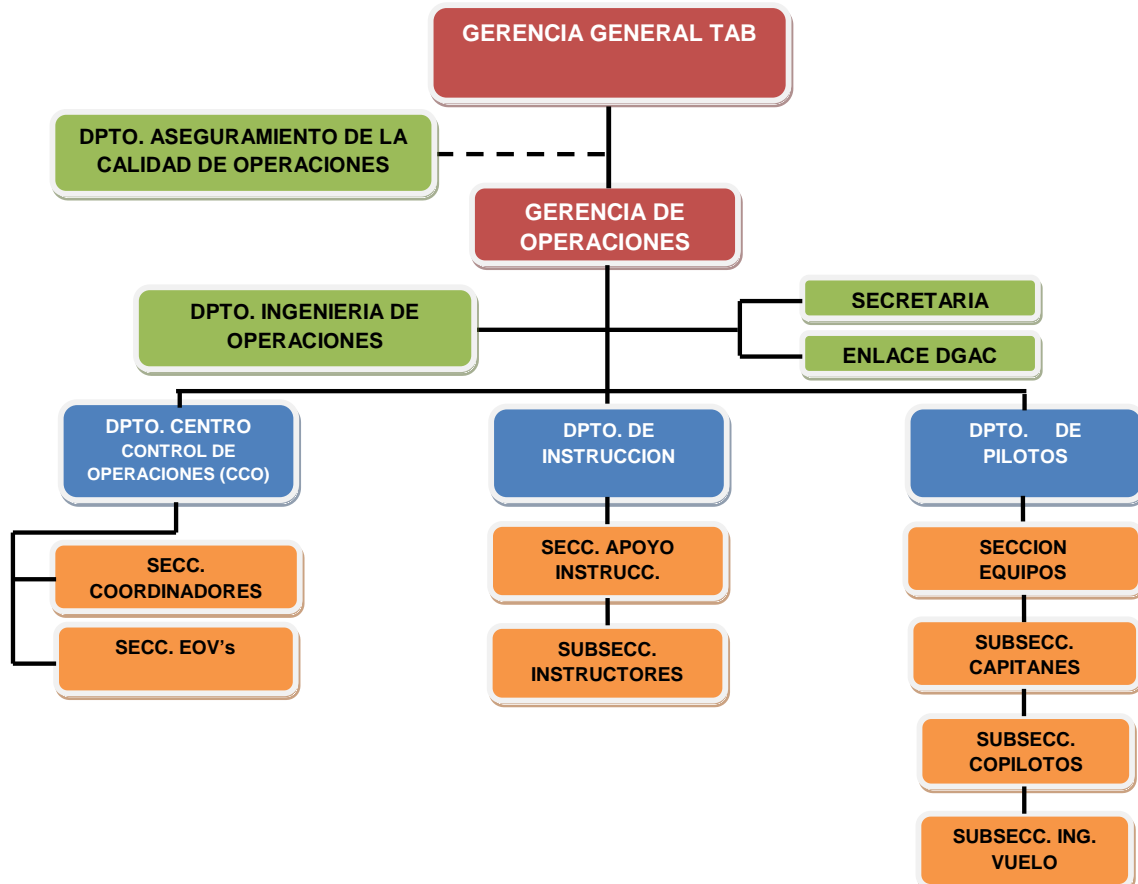 GERENCIA GENERAL TAB
DPTO. ASEGURAMIENTO DE LA
CALIDAD DE OPERACIONES
GERENCIA DE
OPERACIONES
DPTO. INGENIERIA DE
OPERACIONES
SECRETARIA
ENLACE DGAC
DPTO. CENTRO
CONTROL DE
OPERACIONES (CCO)
SECC.
COORDINADORES
SECC. EOV's
DPTO. DE
INSTRUCCION
SECC. APOYO
INSTRUCC.
SUBSECC.
INSTRUCTORES
DPTO. DE
PILOTOS
SECCION
EQUIPOS
SUBSECC.
CAPITANES
SUBSECC.
COPILOTOS
SUBSECC. ING.
VUELO